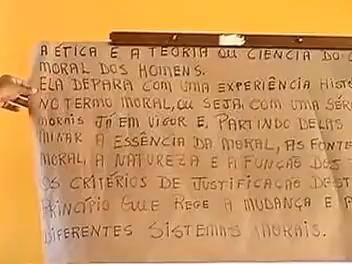 A ÉTICA E A TEORIA OU CIENCIA DO
MORAL DOS HOMENS.
ELA DEPARA COM UMA EXPERIÊNCIA HIST
NO TERMO MORAL, OU SEJA, COM UMA SÉR
MORAIS JÁ EM VIGOR E, PARTINDO DELAS
MINAR A ESSÊNCIA DA MORAL, AS FONTE
MORAL, A NATUREZA E A FUNÇÃO DOS
OS CRITÉRIOS DE JUSTIFICAÇÃO DEST
PRINCÍPIO QUE REGE A MUDANÇA E A
DIFERENTES SISTEMAS MORAIS.